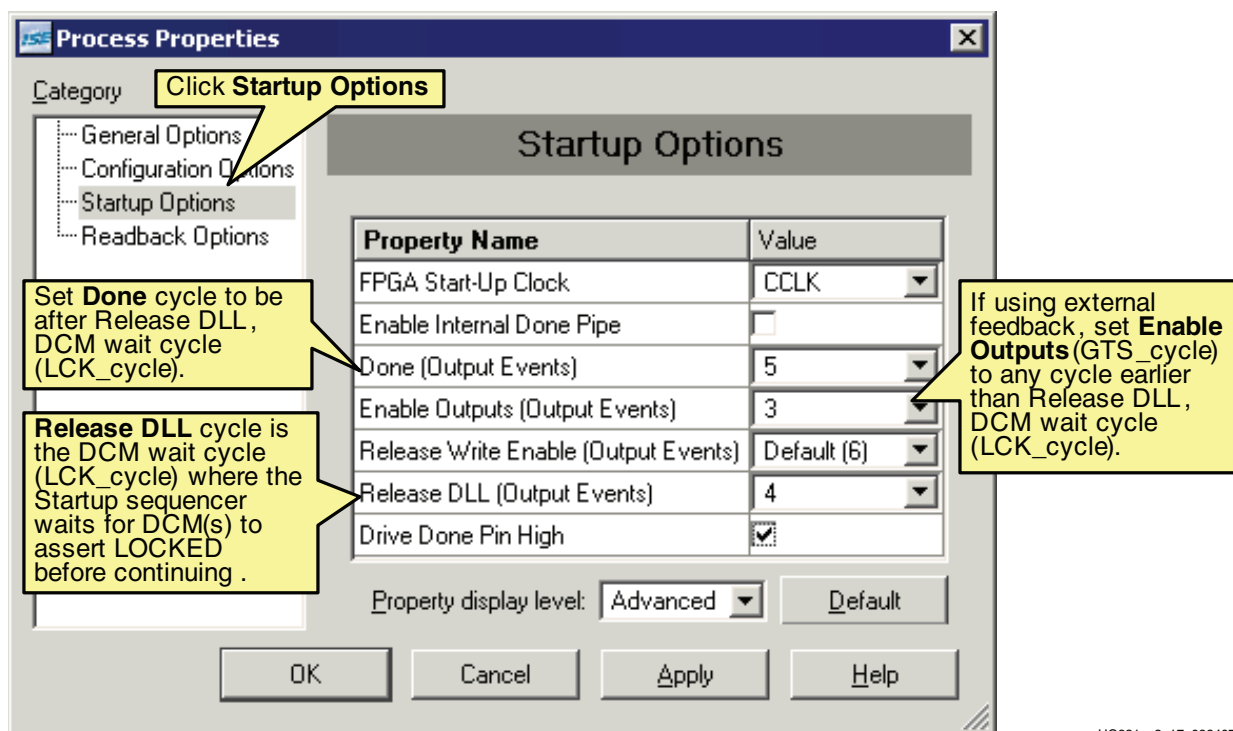 ISE Process Properties
Click Startup Options
Category
General Options
Configuration Options
Startup Options
Readback Options
Startup Options
Property Name Value
FPGA Start-Up Clock CCLK
Enable Internal Done Pipe
Done (Output Events) 5
Enable Outputs (Output Events) 3
Release Write Enable (Output Events) Default (6)
Release DLL (Output Events) 4
Drive Done Pin High
Set Done cycle to be
after Release DLL,
DCM wait cycle
(LCK_cycle).
Release DLL cycle is
the DCM wait cycle
(LCK_cycle) where the
Startup sequencer
waits for DCM(s) to
assert LOCKED
before continuing .
If using external
feedback, set Enable
Outputs (GTS_cycle)
to any cycle earlier
than Release DLL,
DCM wait cycle
(LCK_cycle).
Property display level: Advanced Default
OK Cancel Apply Help